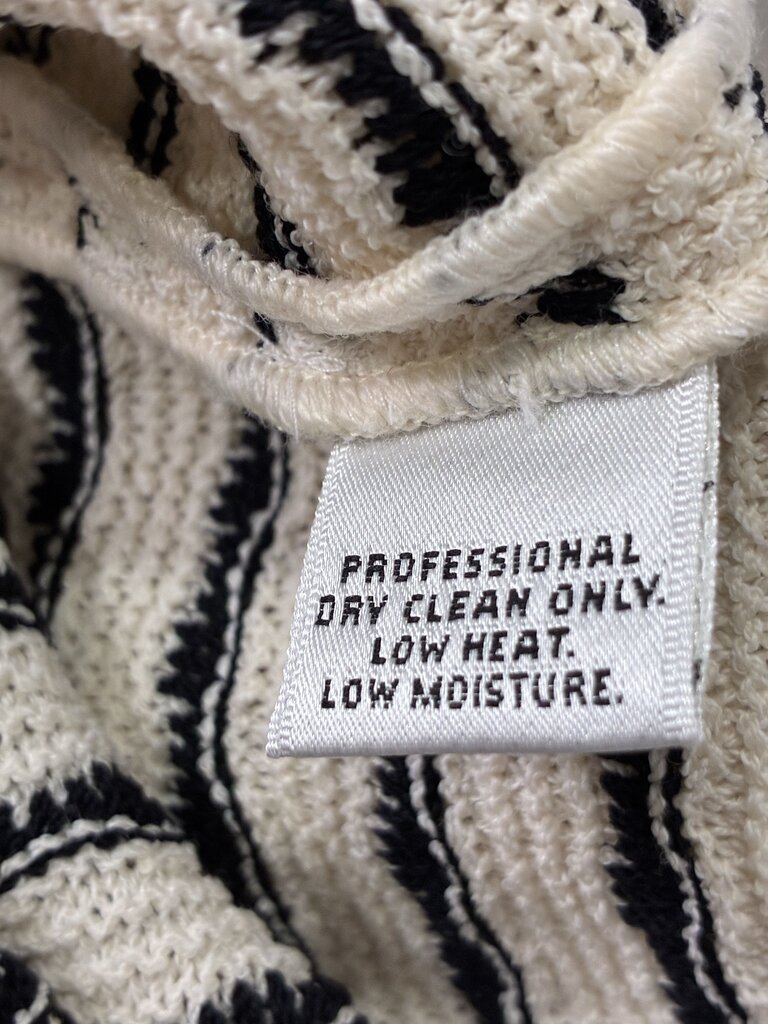 PROFESSIONAL
DRY CLEAN ONLY.
LOW HEAT.
LOW MOISTURE.